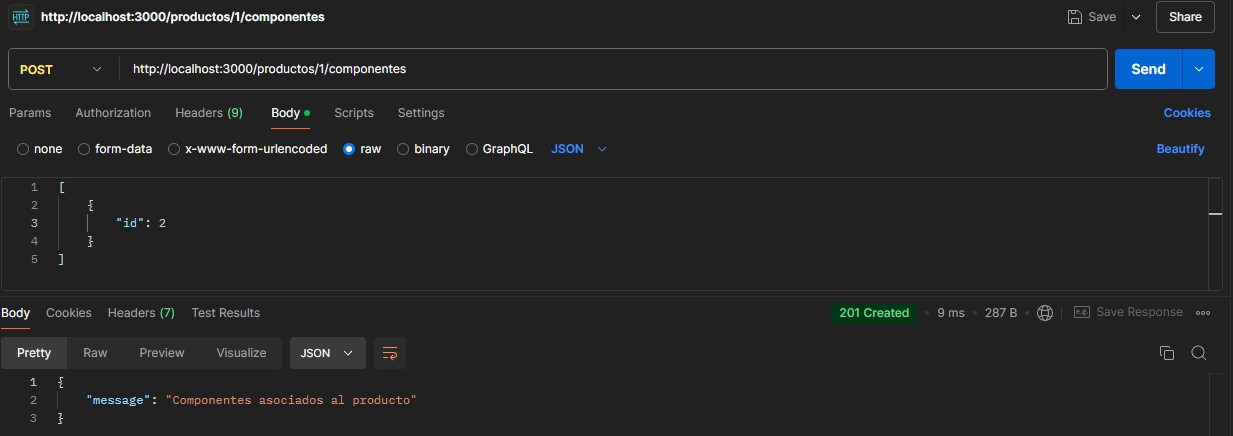 HTTP http://localhost:3000/productos/1/componentes Save Share
POST http://localhost:3000/productos/1/componentes Send
Params Authorization Headers (9) Body Scripts Settings Cookies
none form-data x-www-form-urlencoded raw binary GraphQL JSON Beautify
1 [
2 {
3 "id": 2
4 }
5 ]
Body Cookies Headers (7) Test Results 201 Created 9 ms 287 B e.g. Save Response
Pretty Raw Preview Visualize JSON
1 {
2 "message": "Componentes asociados al producto"
3 }